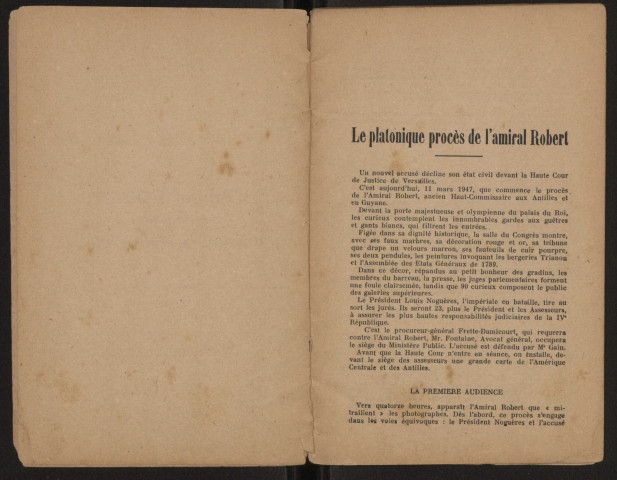 Le platonique procès de l'amiral Robert
Un nouvel accusé décline son état civil devant la Haute Cour
de Justice de Versailles.
C'est aujourd'hui, 11 mars 1947, que commence le procès
de l'Amiral Robert, ancien Haut-Commissaire aux Antilles et
en Guyane.
Devant la porte majestueuse et olympienne du palais du Roi,
les curieux contemplent les innombrables gardes aux guêtres
et gants blancs, qui filtrent les entrées.
Figée dans sa dignité historique, la salle du Congrès montre,
avec ses faux marbres, sa décoration rouge et or, sa tribune
que drape un velours marron, ses fauteuils de cuir pourpre,
ses deux pendules, les peintures invoquant les bergeries Trianon
et l'Assemblée des Etats Généraux de 1789.
Dans ce décor, répandus au petit bonheur des gradins, les
membres du barreau, la presse, les juges parlementaires forment
une foule clairsemée, tandis que 90 curieux composent le public
des galeries supérieures.
Le Président Louis Noguères, l'impériale en bataille, tire au
sort les jurés. Ils seront 23, plus le Président et les Assesseurs,
à assurer les plus hautes responsabilités judiciaires de la IVe
République.
C'est le procureur-général Frette-Damicourt, qui requerra
contre l'Amiral Robert, Mr. Fontaine, Avocat général, occupera
le siège du Ministère Public. L'accusé est défendu par Me Gain.
Avant que la Haute Cour n'entre en séance, on installe, de-
vant le siège des assesseurs une grande carte de l'Amérique
Centrale et des Antilles.
LA PREMIERE AUDIENCE
Vers quatorze heures, apparaît l'Amiral Robert que « mi-
traillent » les photographes. Dès l'abord, ce procès s'engage
dans les voies équivoques : le Président Noguères et l'accusé